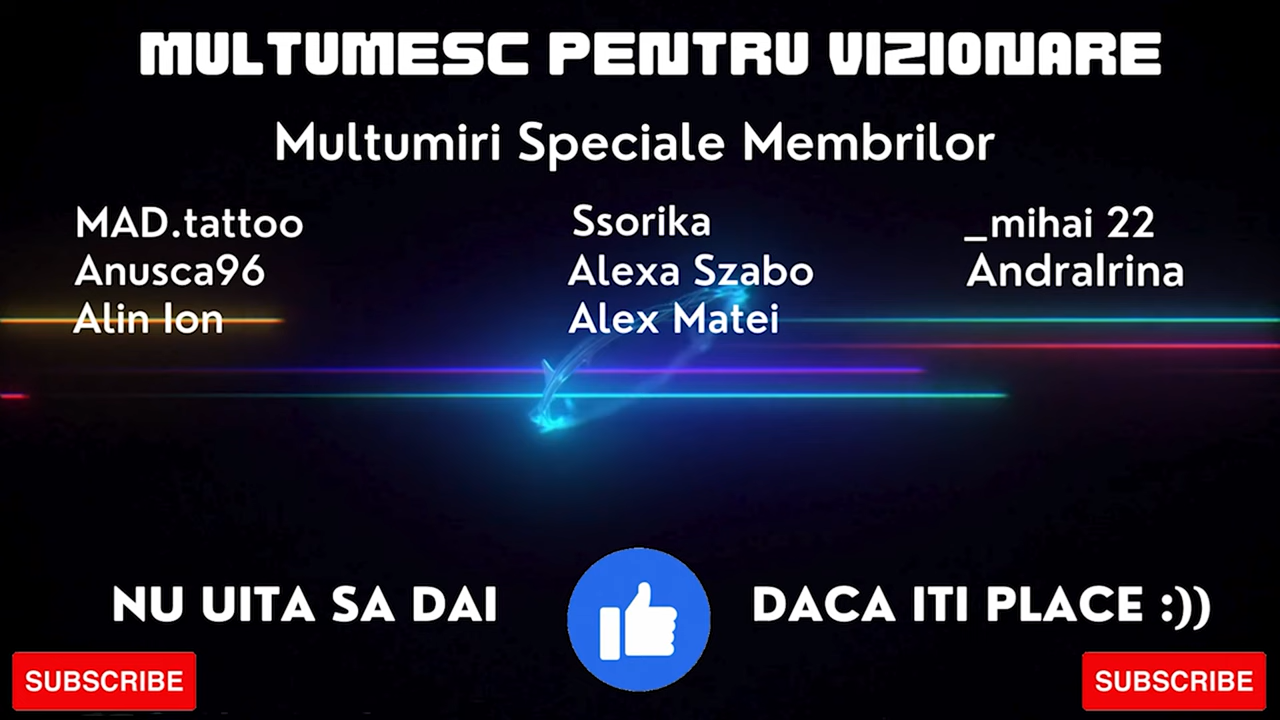 MULTUMESC PENTRU VIZIONARE
Multumiri Speciale Membrilor
MAD.tattoo
Anusca96
Alin Ion
Ssorika
Alexa Szabo
Alex Matei
_mihai 22
AndraIrina
NU UITA SA DAI
DACA ITI PLACE :))
SUBSCRIBE
SUBSCRIBE